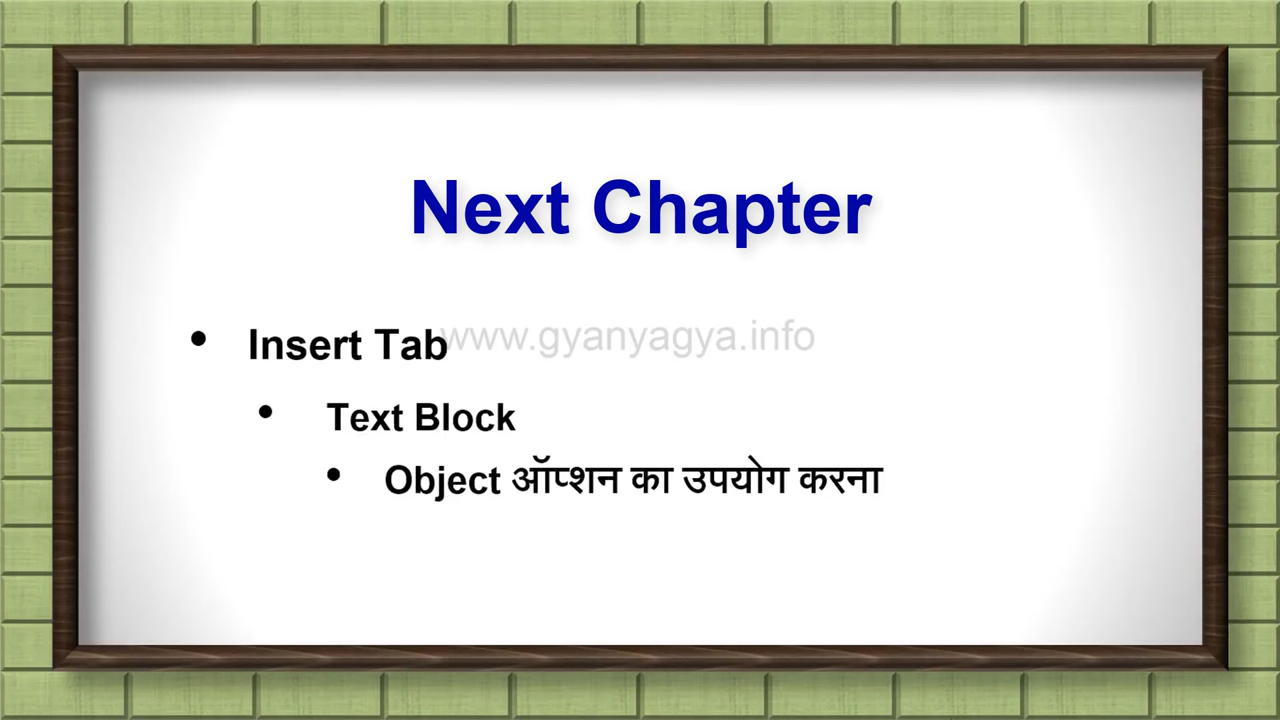 Next Chapter
www.gyanyagya.info
• Insert Tab
• Text Block
• Object ऑप्शन का उपयोग करना